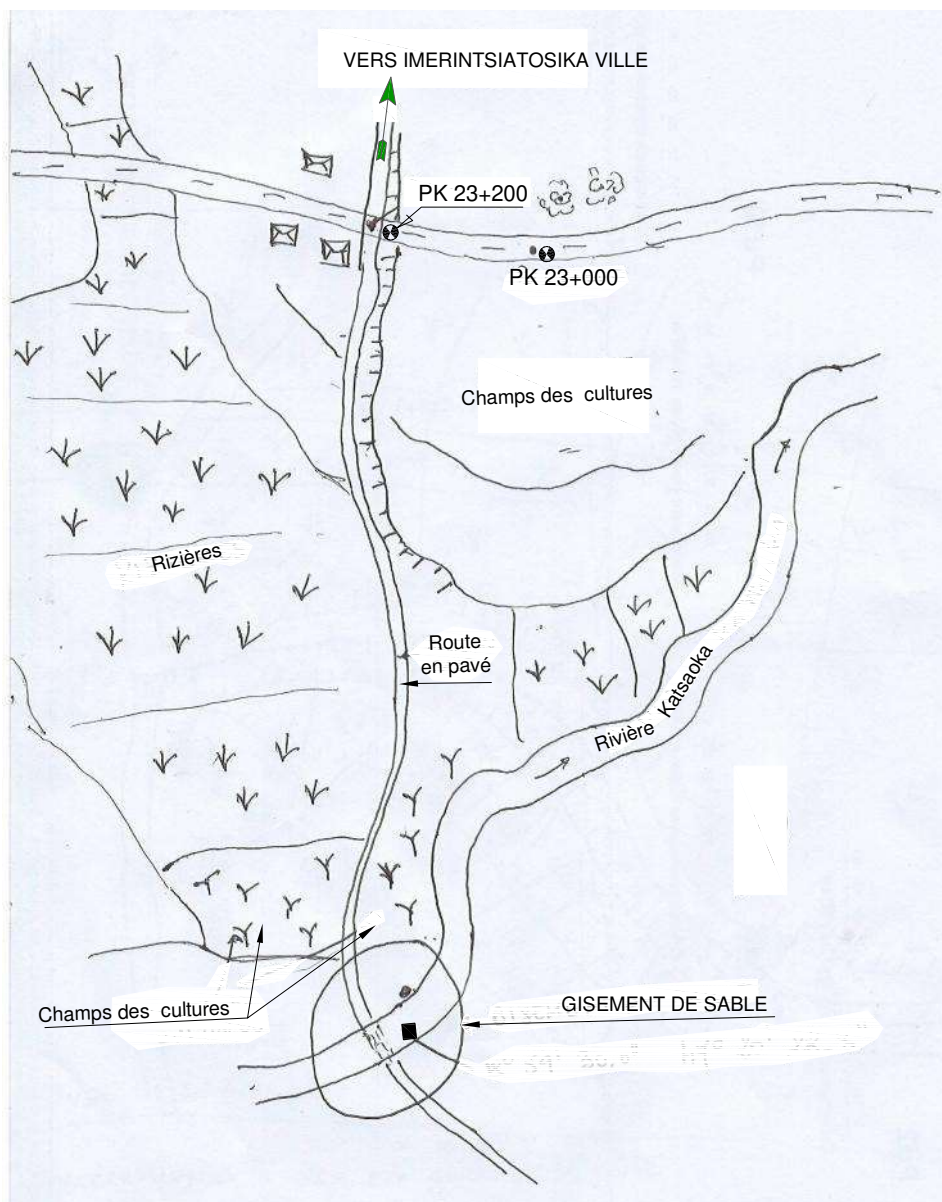 VERS IMERINTSIATOSIKA VILLE
PK 23+200
PK 23+000
Champs des cultures
Rizières
Route
en pavé
Rivière Katsaoka
GISEMENT DE SABLE
Champs des cultures